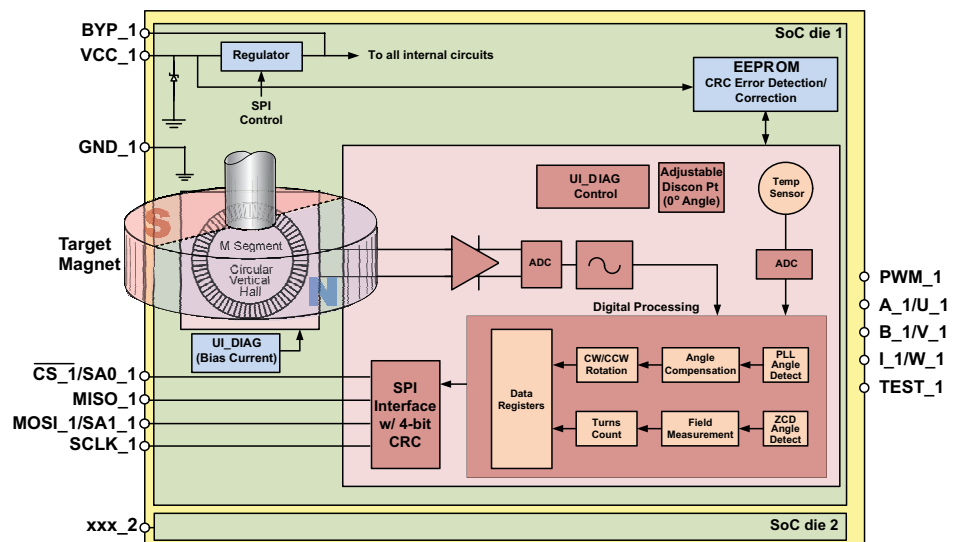 BYP_1
SoC die 1
VCC_1
Regulator
To all internal circuits
EEPROM
CRC Error Detection/
Correction
SPI
Control
GND_1
UI_DIAG
Control
Adjustable
Discon Pt
(0° Angle)
Temp
Sensor
S
Target
Magnet
M Segment
Circular
Vertical
Hall
N
ADC
ADC
PWM_1
A_1/U_1
B_1/V_1
I_1/W_1
TEST_1
Digital Processing
UI_DIAG
(Bias Current)
CS_1/SA0_1
MISO_1
MOSI_1/SA1_1
SCLK_1
SPI
Interface
w/ 4-bit
CRC
Data
Registers
CW/CCW
Rotation
Angle
Compensation
PLL
Angle
Detect
Turns
Count
Field
Measurement
ZCD
Angle
Detect
xxx_2
SoC die 2